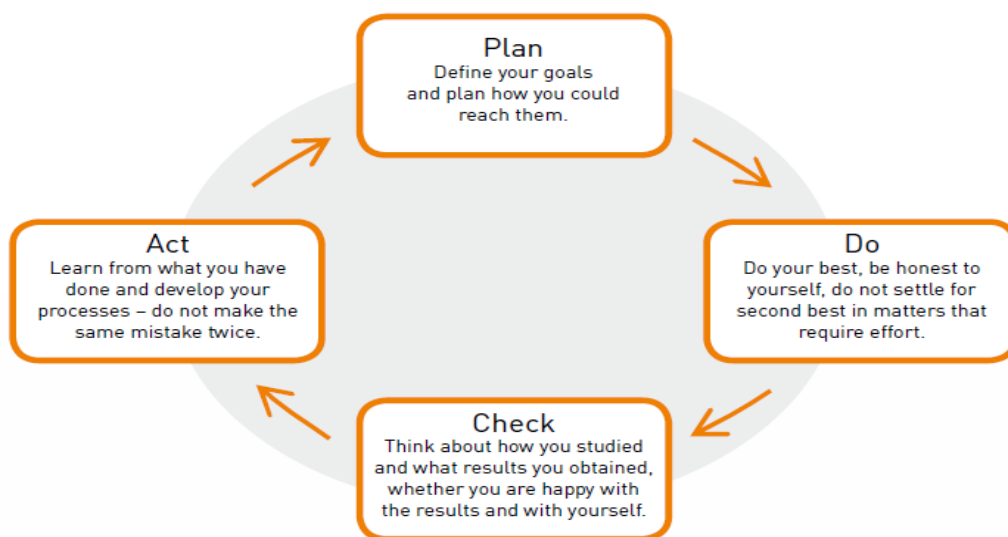 Plan
Define your goals
and plan how you could
reach them.
Do
Do your best, be honest to
yourself, do not settle for
second best in matters that
require effort.
Check
Think about how you studied
and what results you obtained,
whether you are happy with
the results and with yourself.
Act
Learn from what you have
done and develop your
processes – do not make the
same mistake twice.